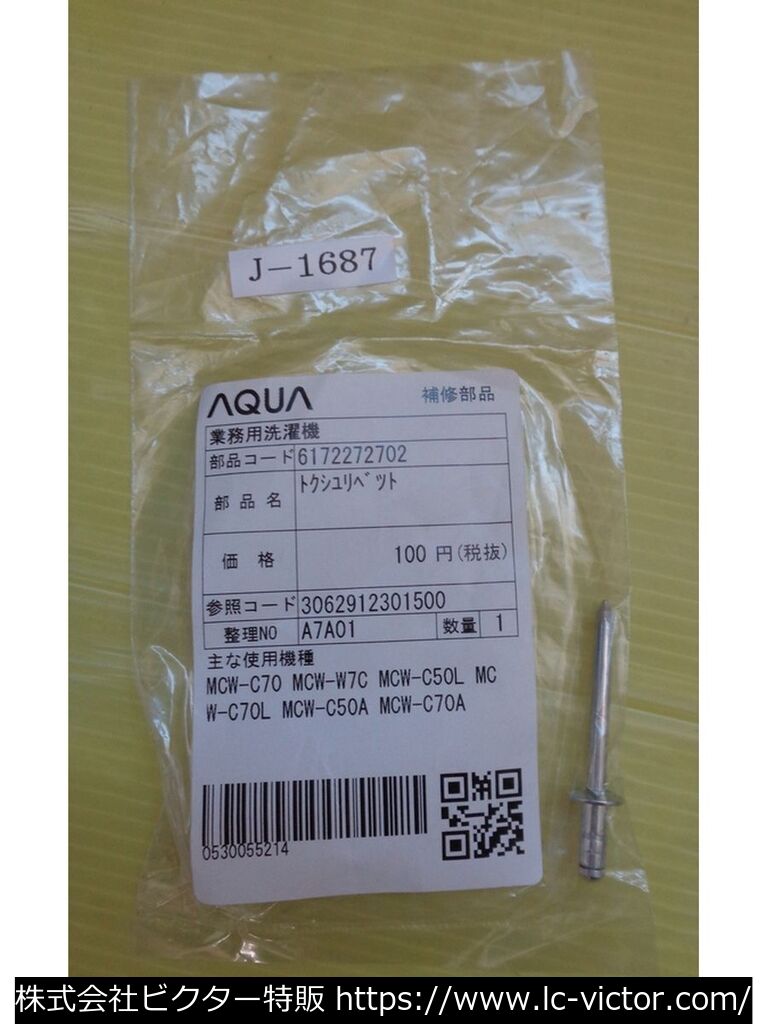 J-1687
AQUA 補修部品
業務用洗濯機
部品コード 6172272702
部品名 ﾄｸｼﾕﾘﾍﾞﾂﾄ
価格 100 円(税抜)
参照コード 3062912301500
整理NO A7A01 数量 1
主な使用機種
MCW-C70 MCW-W7C MCW-C50L MC
W-C70L MCW-C50A MCW-C70A
0530055214
株式会社ビクター特販 https://www.lc-victor.com/